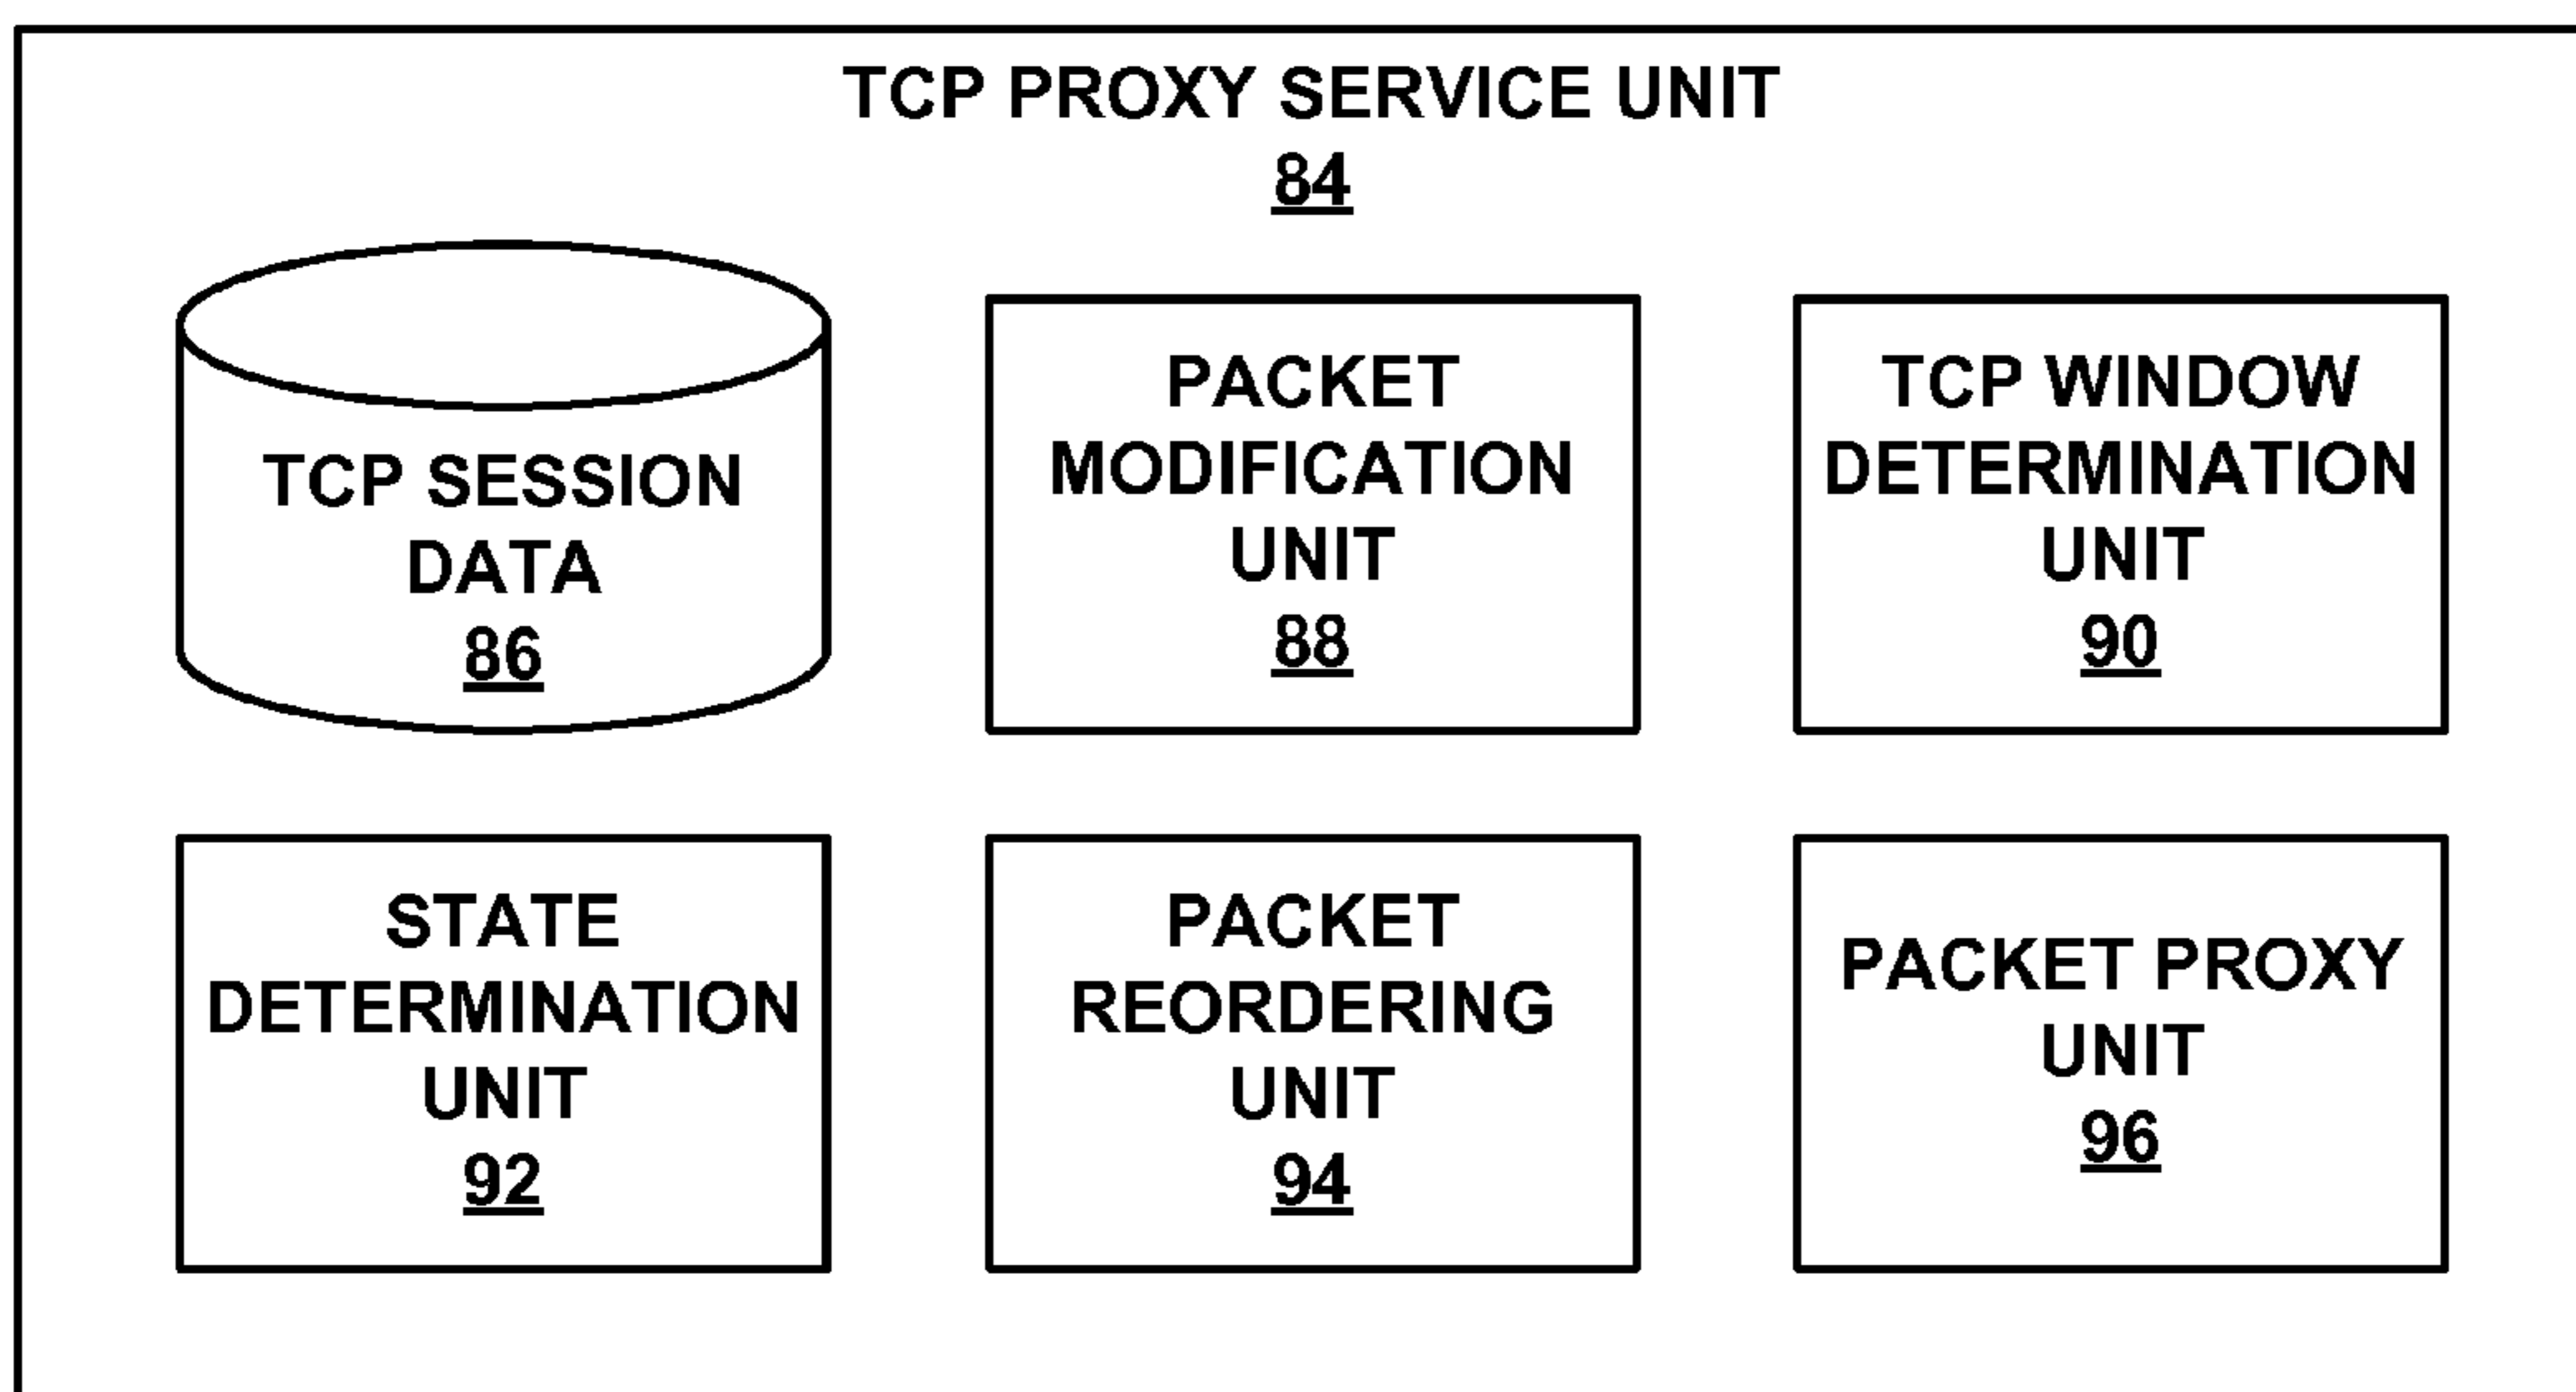 TCP PROXY SERVICE UNIT
84
TCP SESSION
DATA
86
PACKET
MODIFICATION
UNIT
88
TCP WINDOW
DETERMINATION
UNIT
90
STATE
DETERMINATION
UNIT
92
PACKET
REORDERING
UNIT
94
PACKET PROXY
UNIT
96